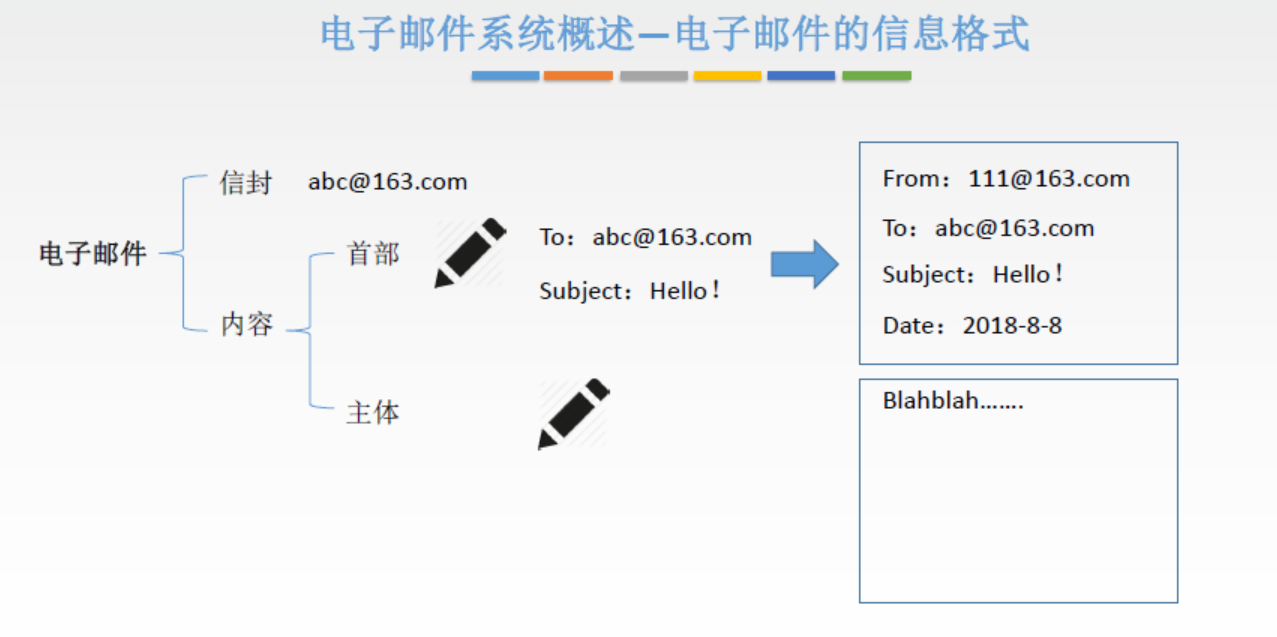 电子邮件系统概述—电子邮件的信息格式
电子邮件
信封 abc@163.com
内容
首部
To：abc@163.com
Subject：Hello！
主体
From：111@163.com
To：abc@163.com
Subject：Hello！
Date：2018-8-8
Blahblah…….